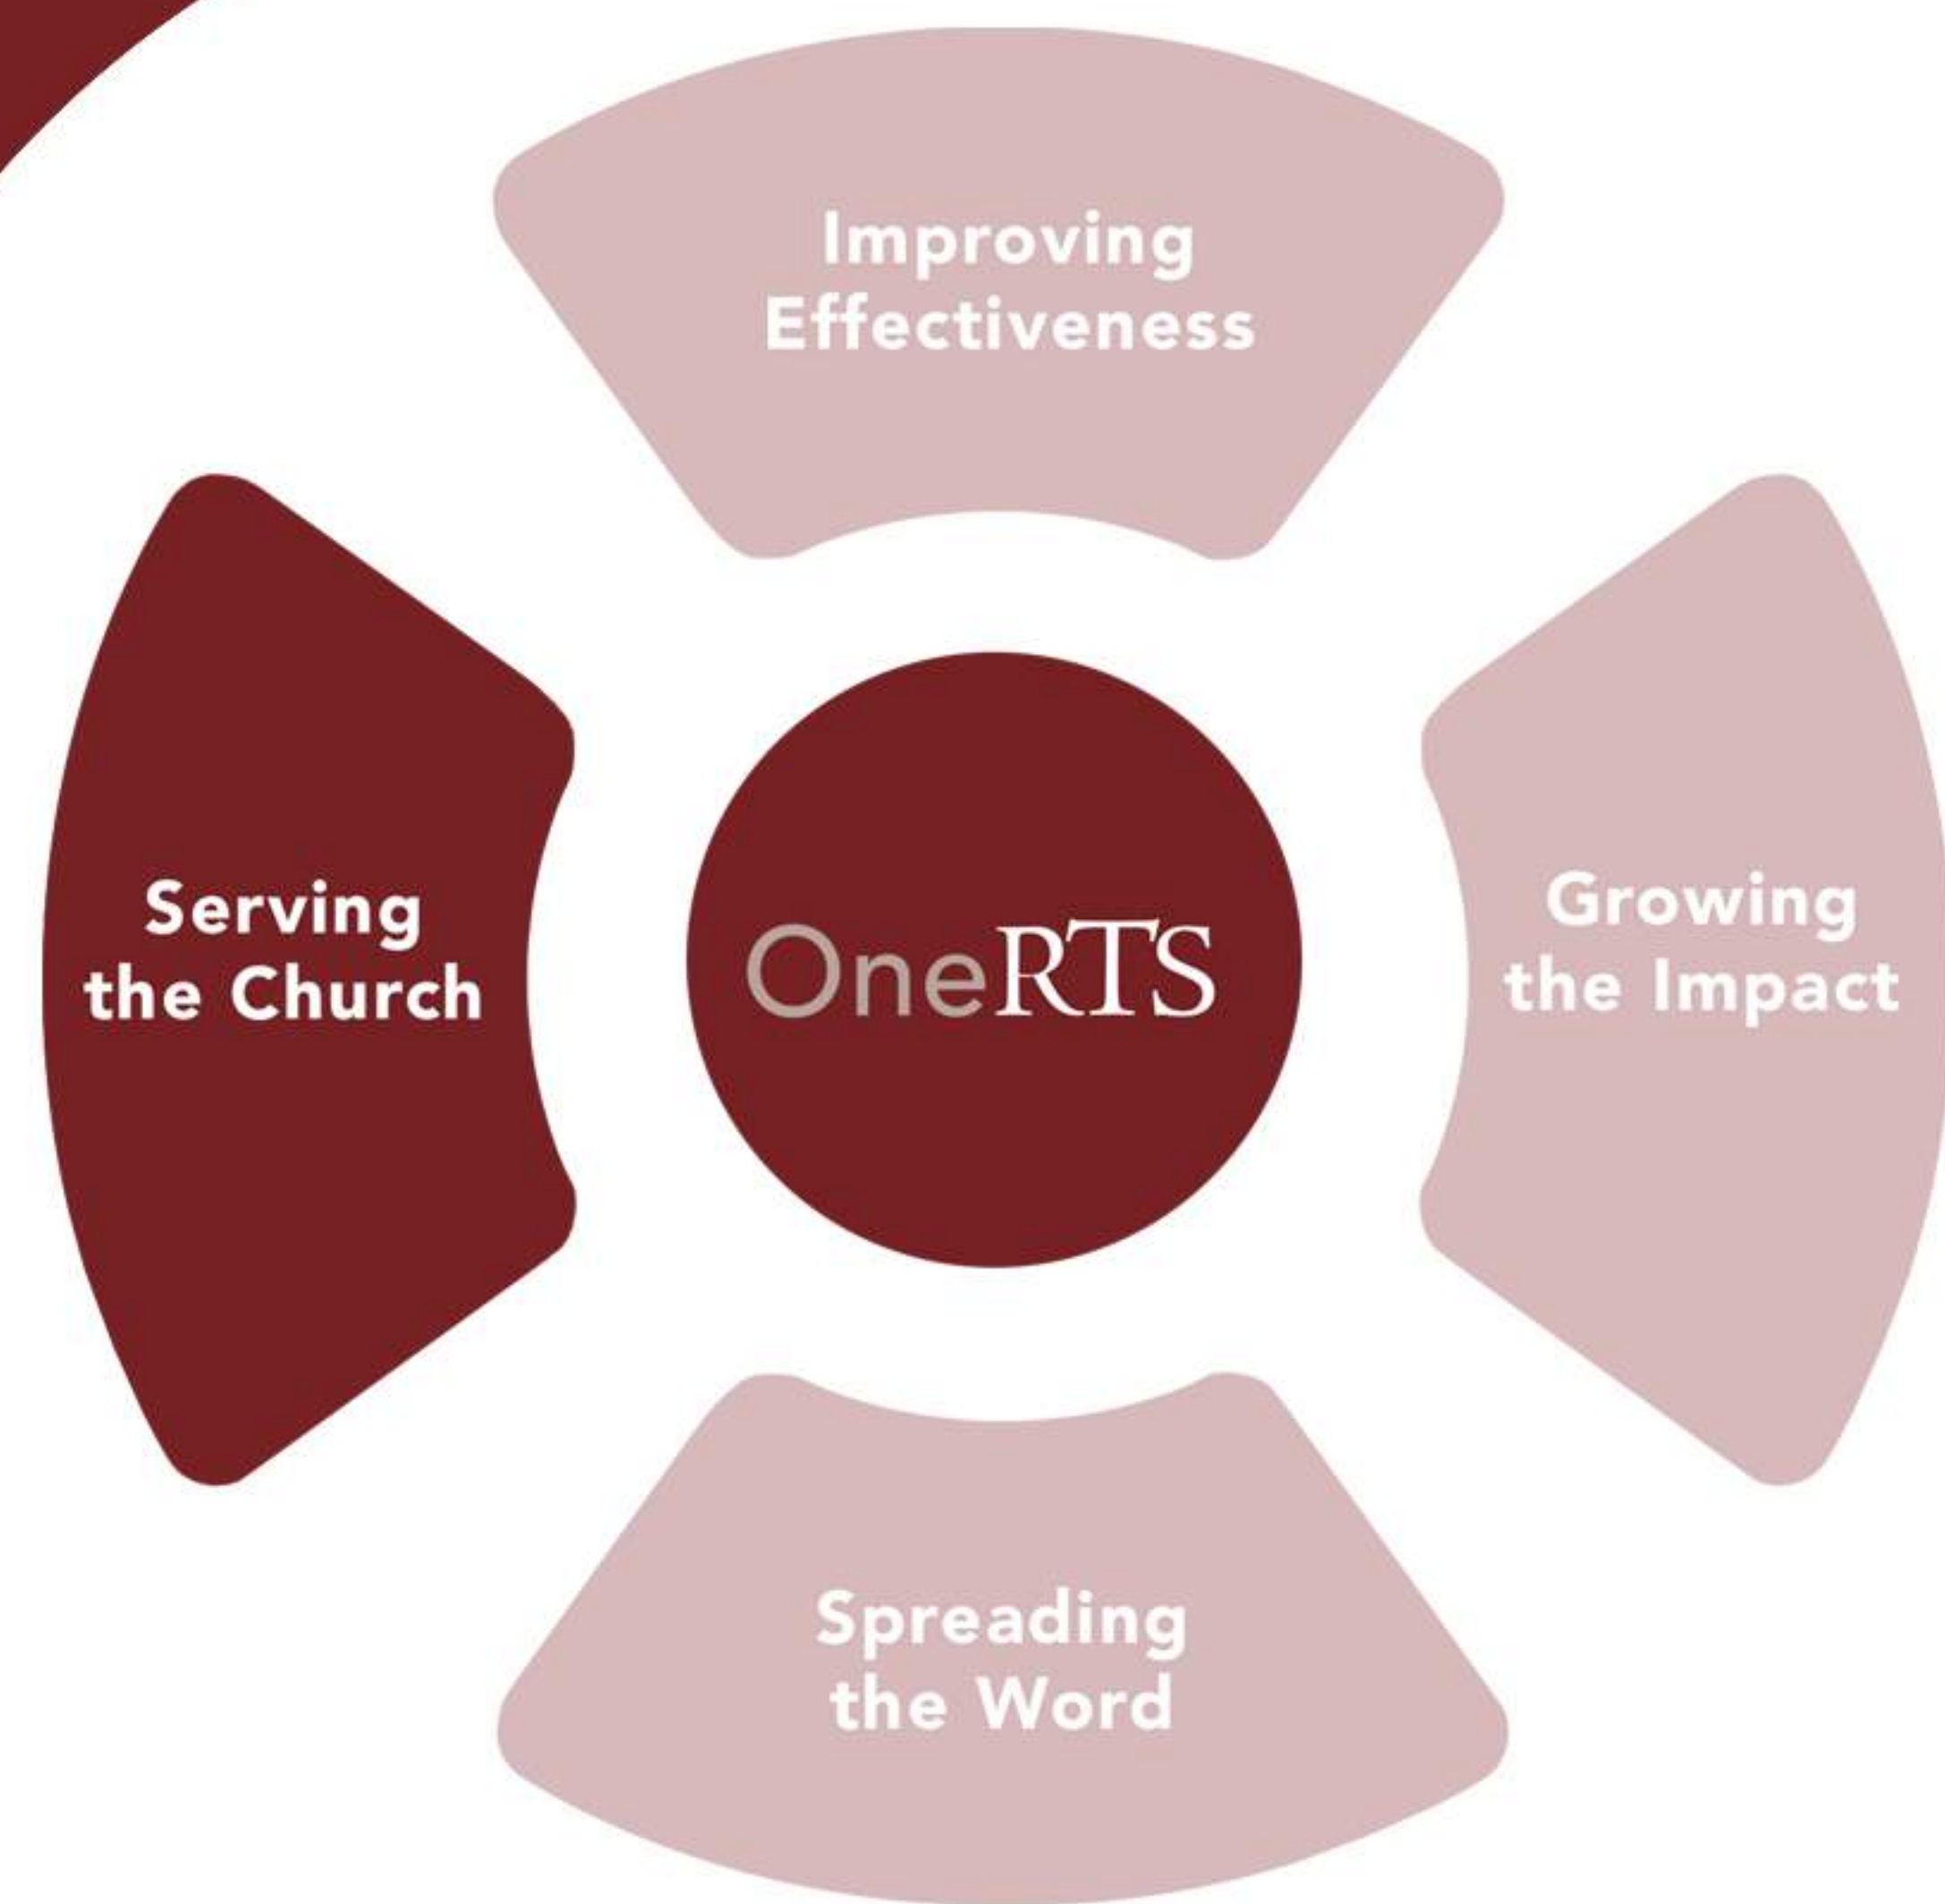 Improving
Effectiveness
Serving
the Church
OneRTS
Growing
the Impact
Spreading
the Word